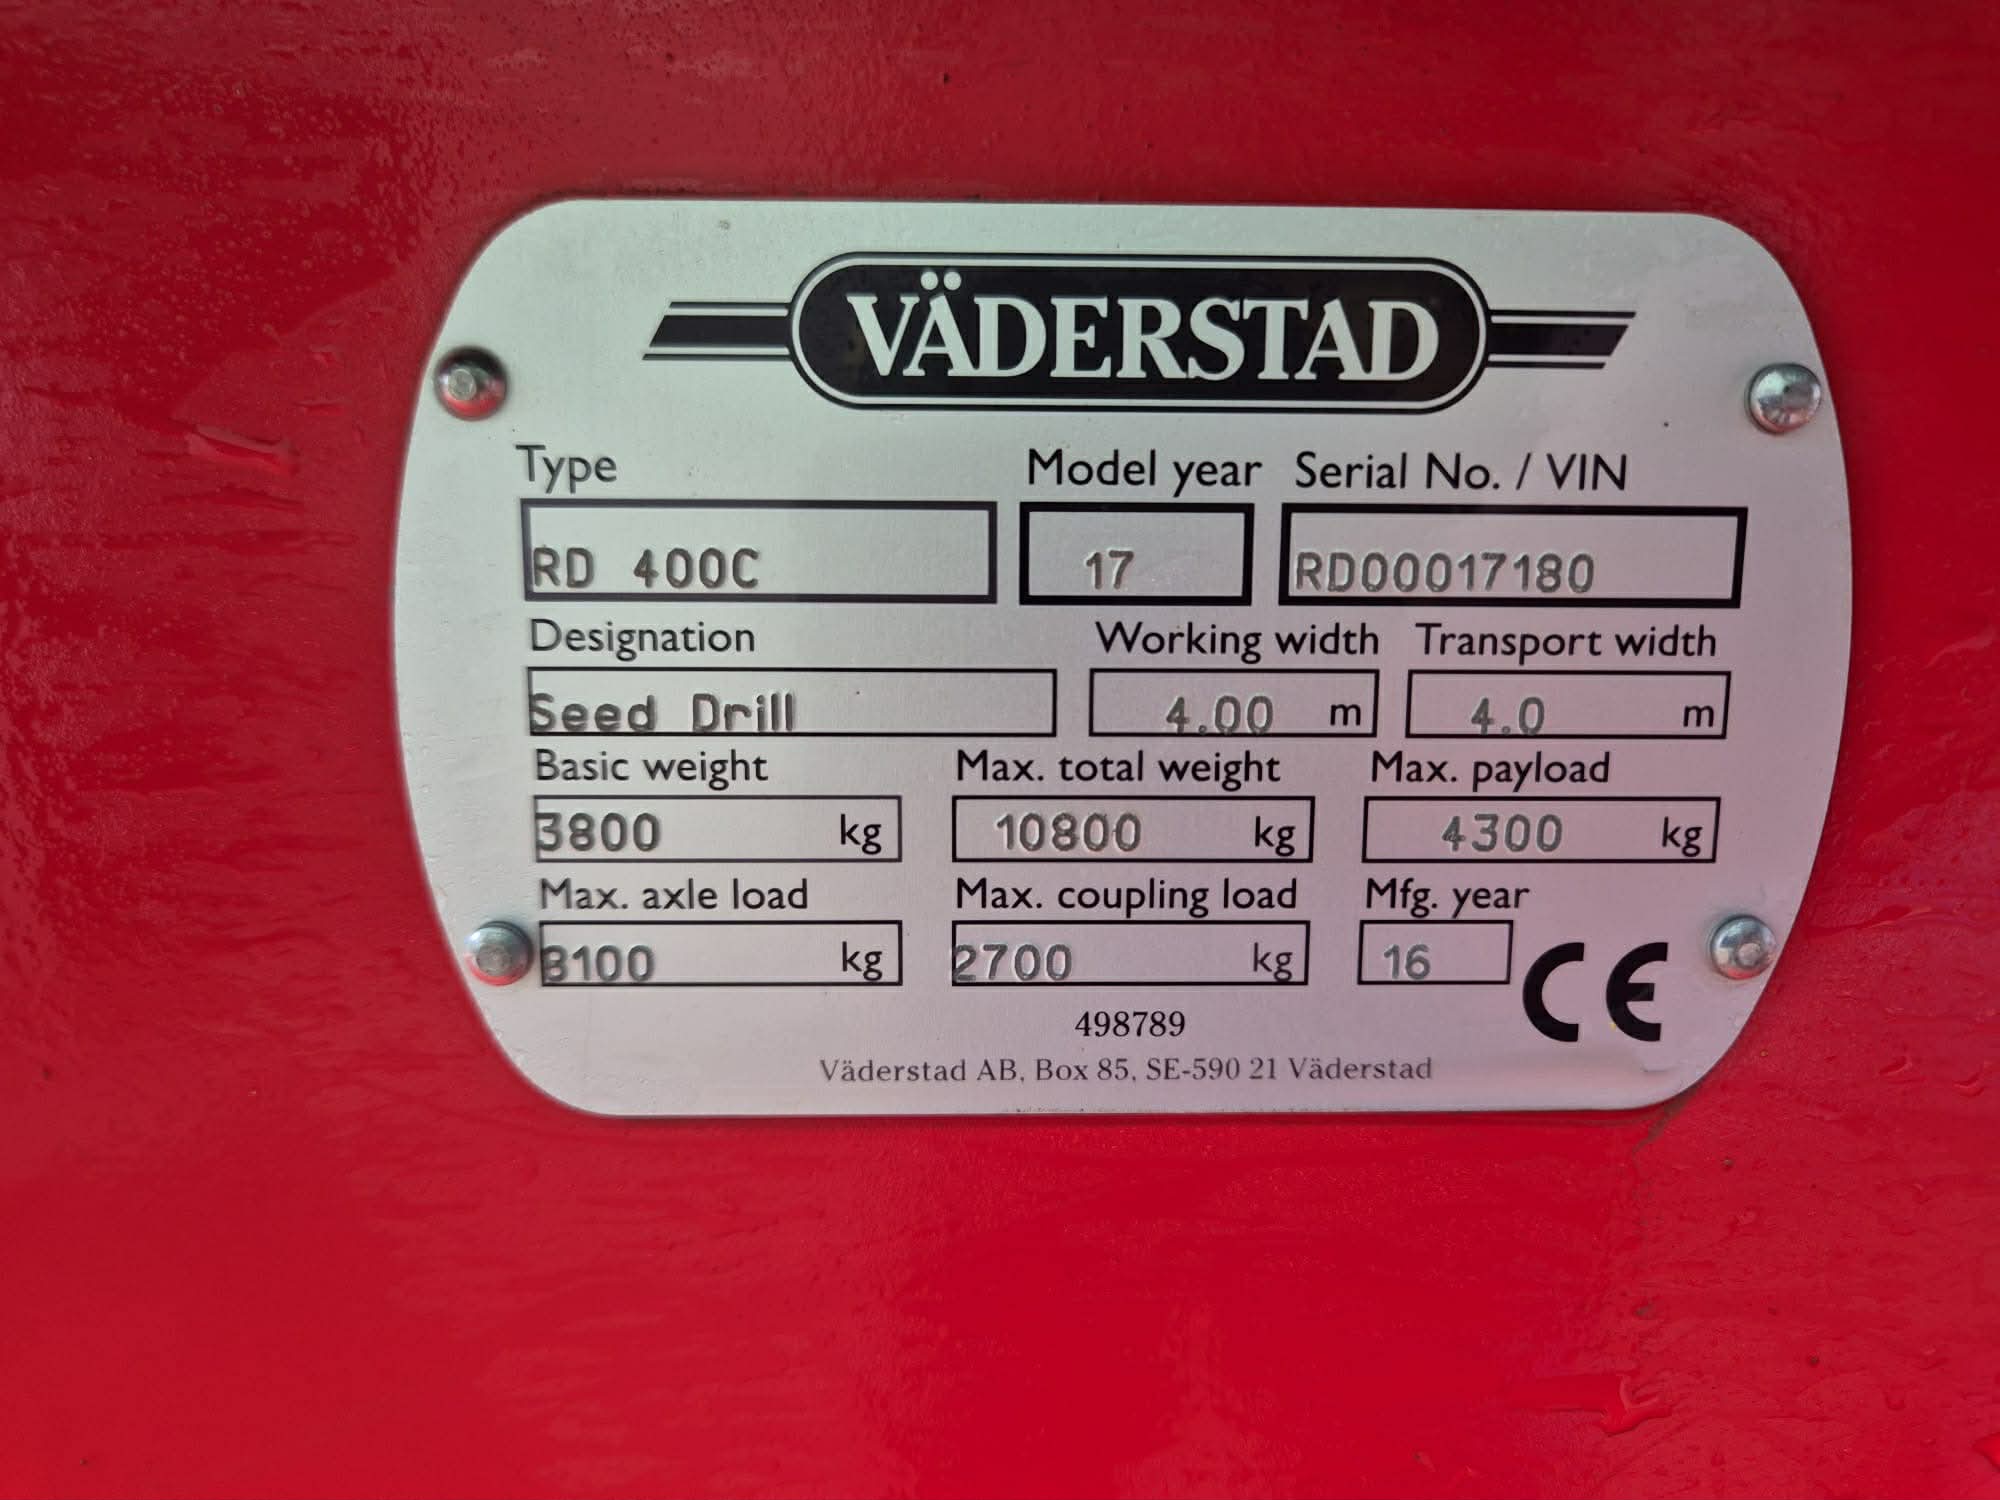 VÄDERSTAD
Type Model year Serial No. / VIN
RD 400C 17 RD00017180
Designation Working width Transport width
Seed Drill 4.00 m 4.0 m
Basic weight Max. total weight Max. payload
3800 kg 10800 kg 4300 kg
Max. axle load Max. coupling load Mfg. year
8100 kg 2700 kg 16 CE
498789
Väderstad AB, Box 85, SE-590 21 Väderstad